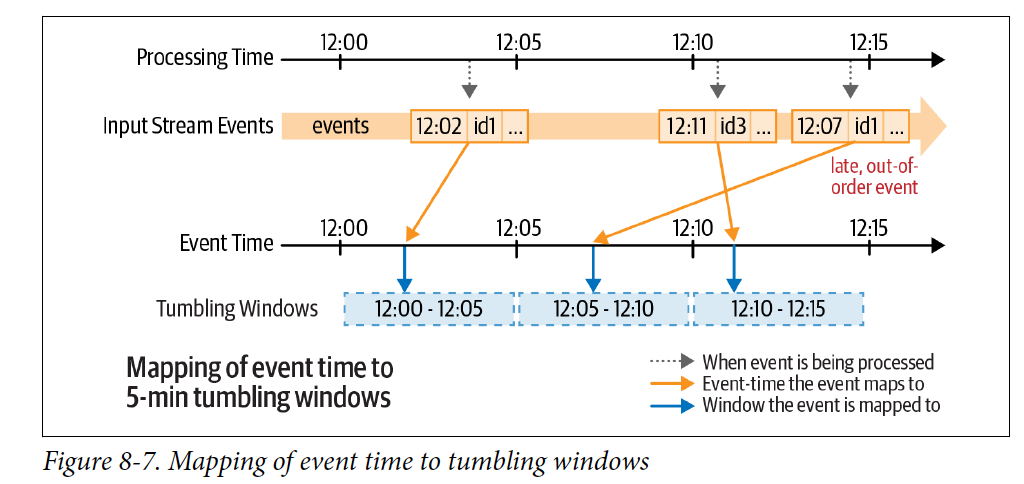 12:00 12:05 12:10 12:15
Processing Time
Input Stream Events events 12:02 id1 ... 12:11 id3 ... 12:07 id1 ...
late, out-of-
order event
12:00 12:05 12:10 12:15
Event Time
Tumbling Windows 12:00 - 12:05 12:05 - 12:10 12:10 - 12:15
Mapping of event time to
5-min tumbling windows
When event is being processed
Event-time the event maps to
Window the event is mapped to
Figure 8-7. Mapping of event time to tumbling windows